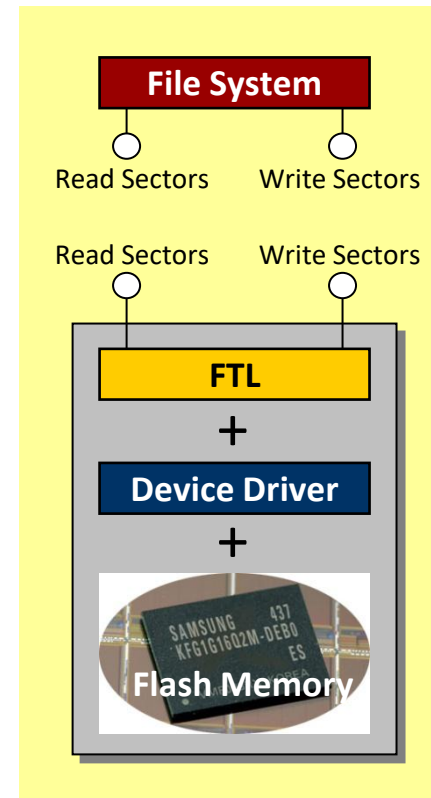 File System
Read Sectors Write Sectors
Read Sectors Write Sectors
FTL
+
Device Driver
+
SAMSUNG 437
KFG1G1602M-DEB0
ES
Flash Memory